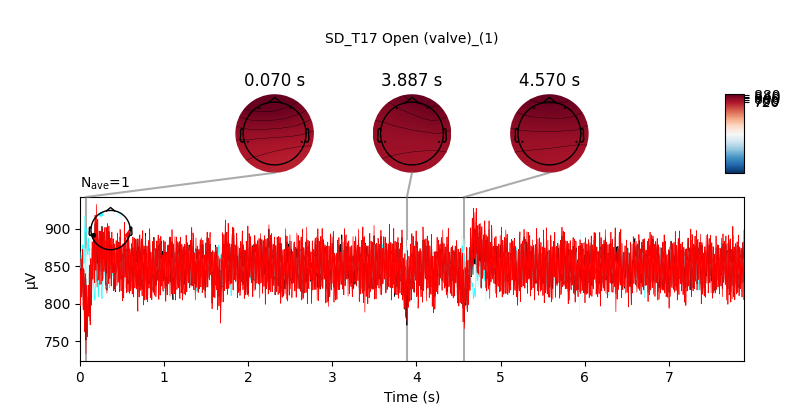 SD_T17 Open (valve)_(1)
0.070 s 3.887 s 4.570 s
Nave=1
900
850
800
750
µV
0 1 2 3 4 5 6 7
Time (s)